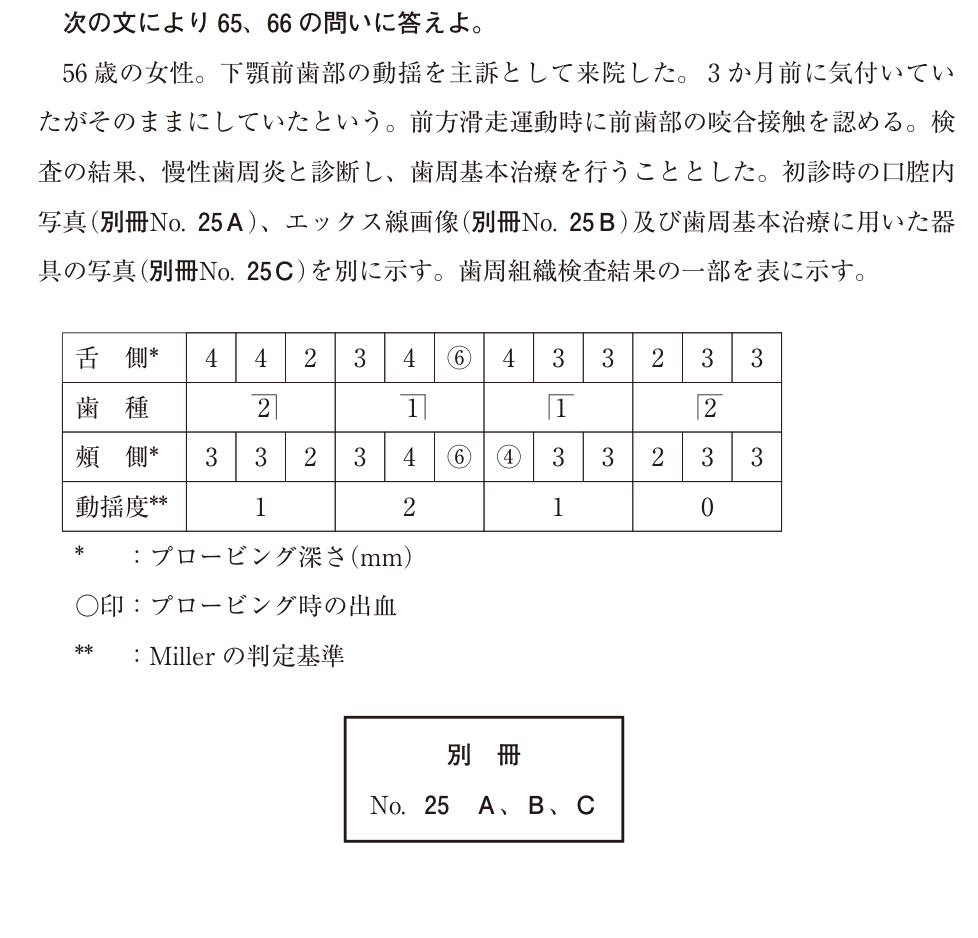 次の文により 65、66 の問いに答えよ。
56 歳の女性。下顎前歯部の動揺を主訴として来院した。3 か月前に気付いてい
たがそのままにしていたという。前方滑走運動時に前歯部の咬合接触を認める。検
査の結果、慢性歯周炎と診断し、歯周基本治療を行うこととした。初診時の口腔内
写真(別冊No. 25A)、エックス線画像(別冊No. 25B)及び歯周基本治療に用いた器
具の写真(別冊No. 25C)を別に示す。歯周組織検査結果の一部を表に示す。
舌 側* 4 4 2 3 4 ⑥ 4 3 3 2 3 3
歯 種 2 1 1 2
頰 側* 3 3 2 3 4 ⑥ ④ 3 3 2 3 3
動揺度** 1 2 1 0
* :プロービング深さ(mm)
○印:プロービング時の出血
** :Miller の判定基準
別 冊
No. 25 A、B、C